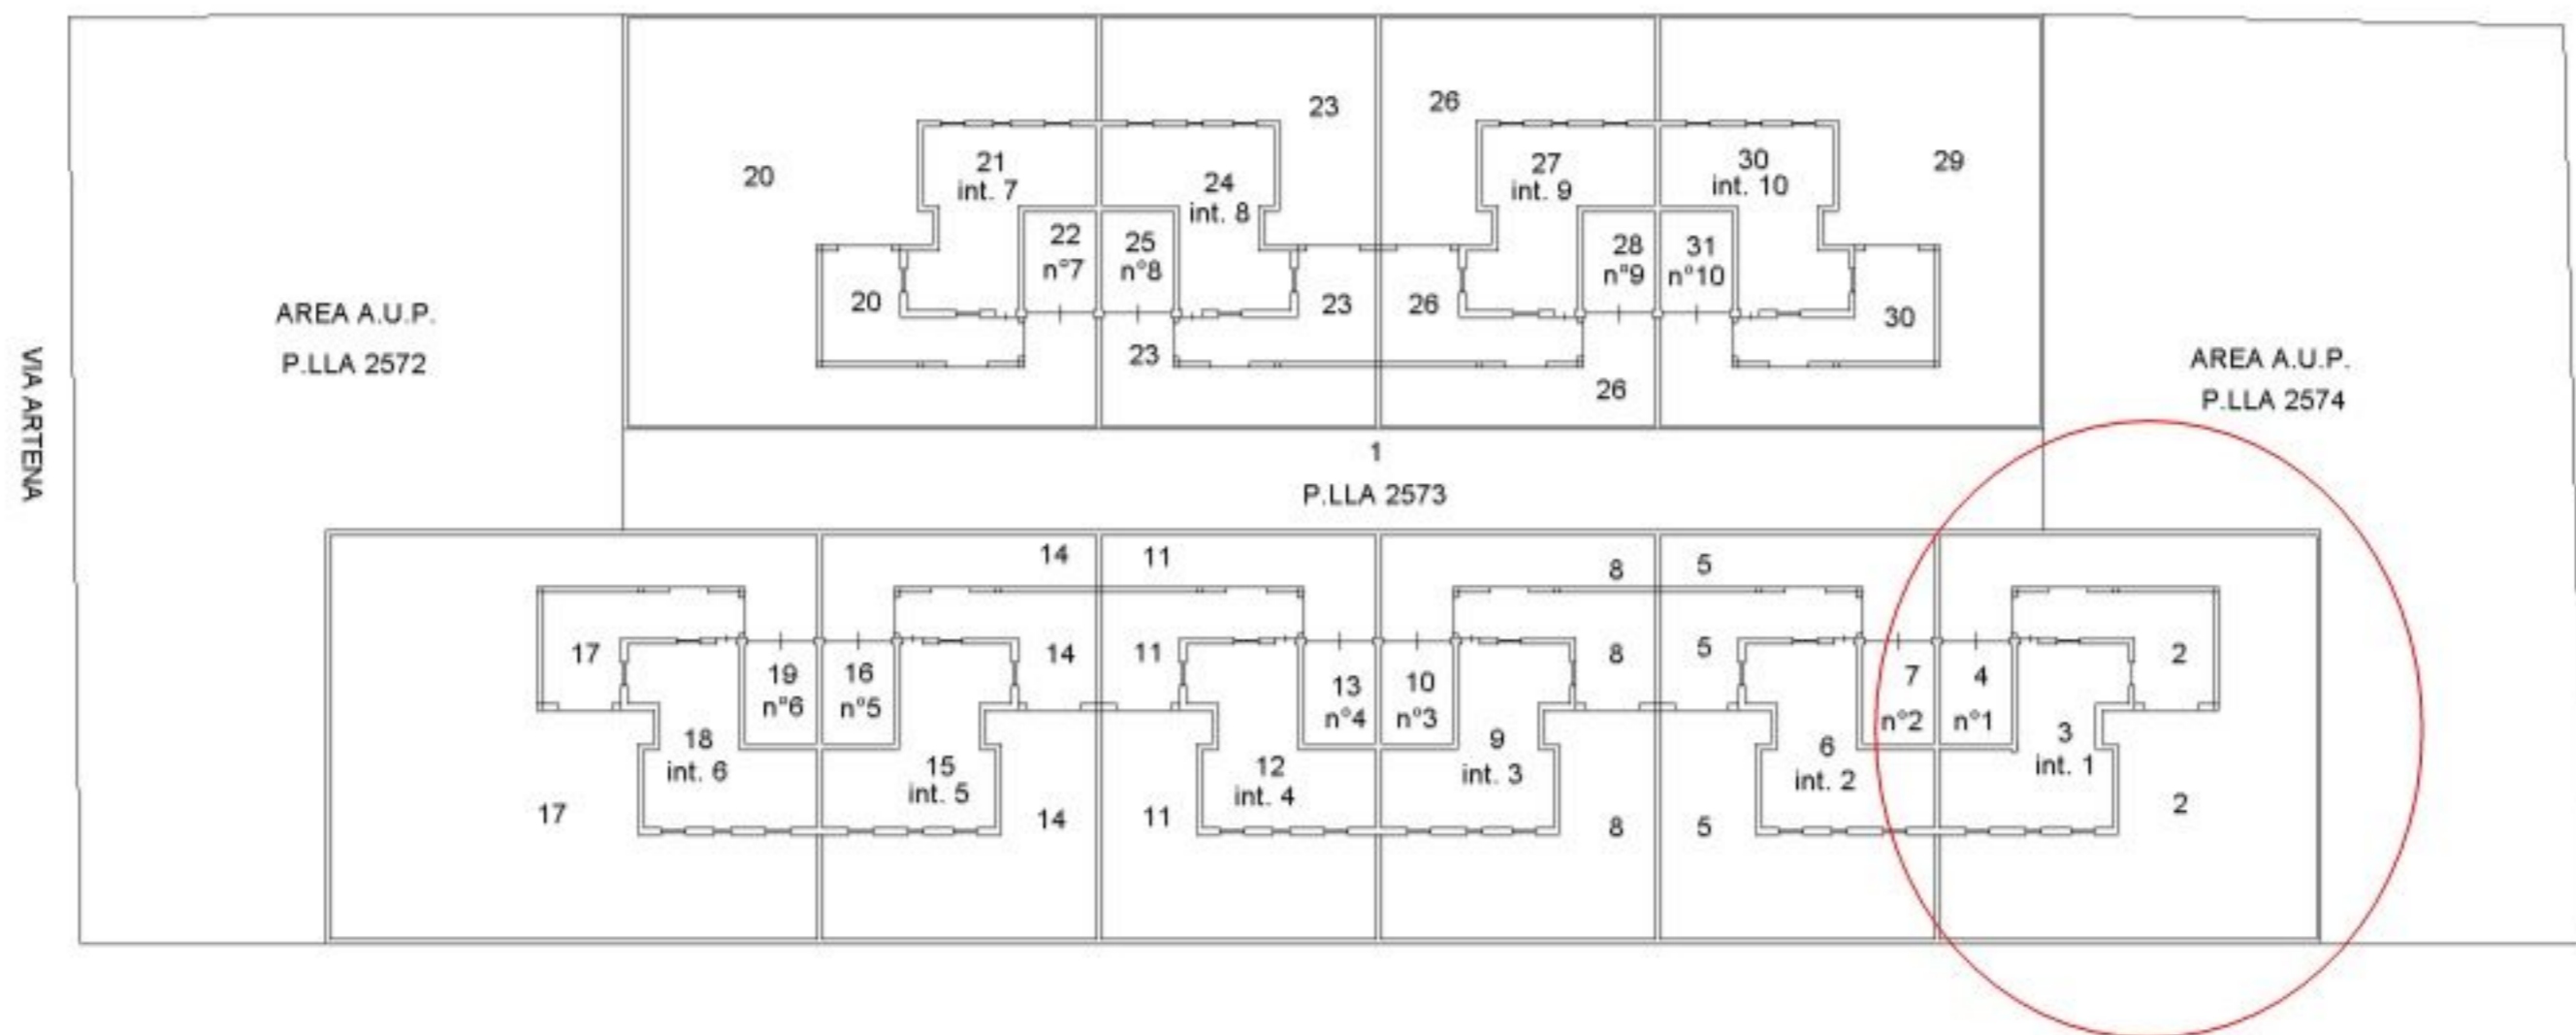 VIA ARTENA
AREA A.U.P.
P.LLA 2572
20
21
int. 7
20
22
n°7
25
n°8
24
int. 8
23
23
23
26
26
27
int. 9
28
n°9
31
n°10
30
int. 10
29
30
26
AREA A.U.P.
P.LLA 2574
1
P.LLA 2573
17
17
18
int. 6
19
n°6
16
n°5
15
int. 5
14
14
14
11
11
11
12
int. 4
13
n°4
10
n°3
9
int. 3
8
8
8
5
5
5
6
int. 2
7
n°2
4
n°1
3
int. 1
2
2